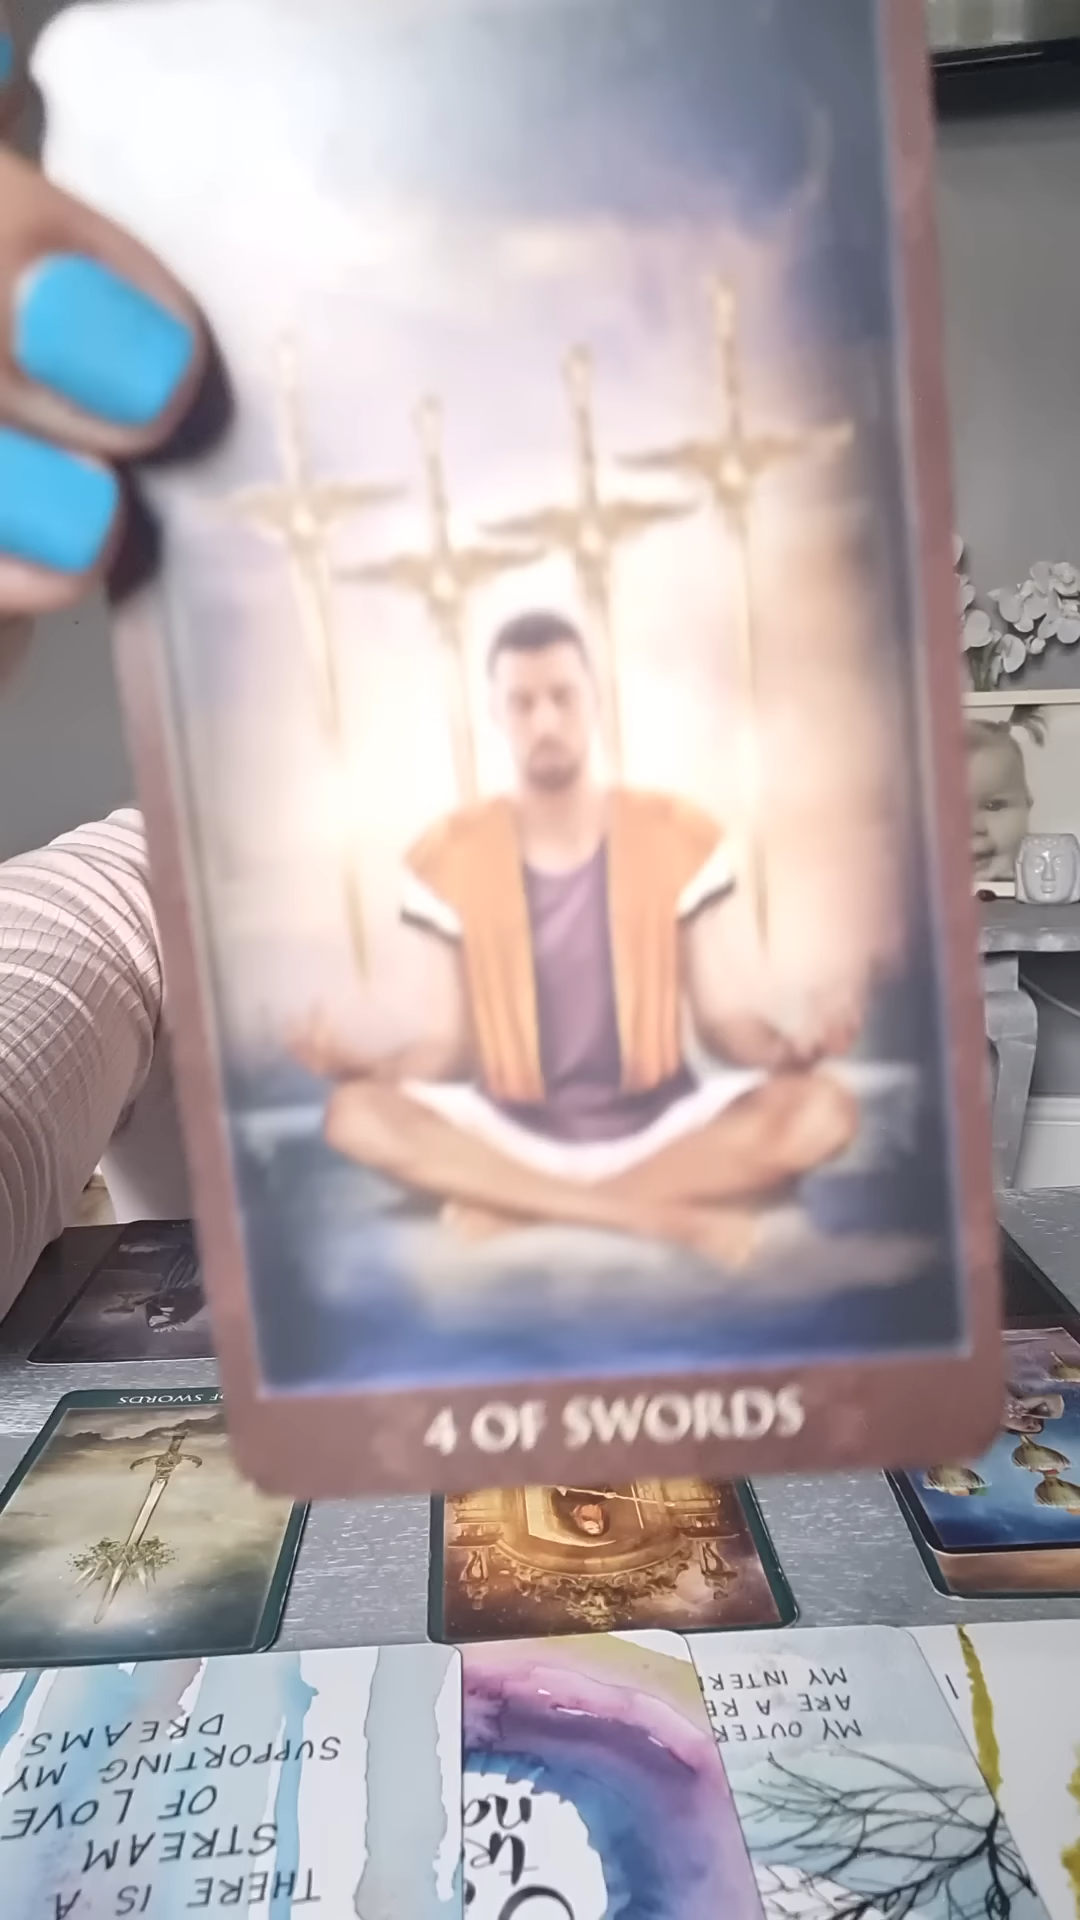 4 OF SWORDS
OF SWORDS
THERE IS A
STREAM
OF LOVE
SUPPORTING MY
DREAMS.
MY OUTER
ARE A RE
MY INTER